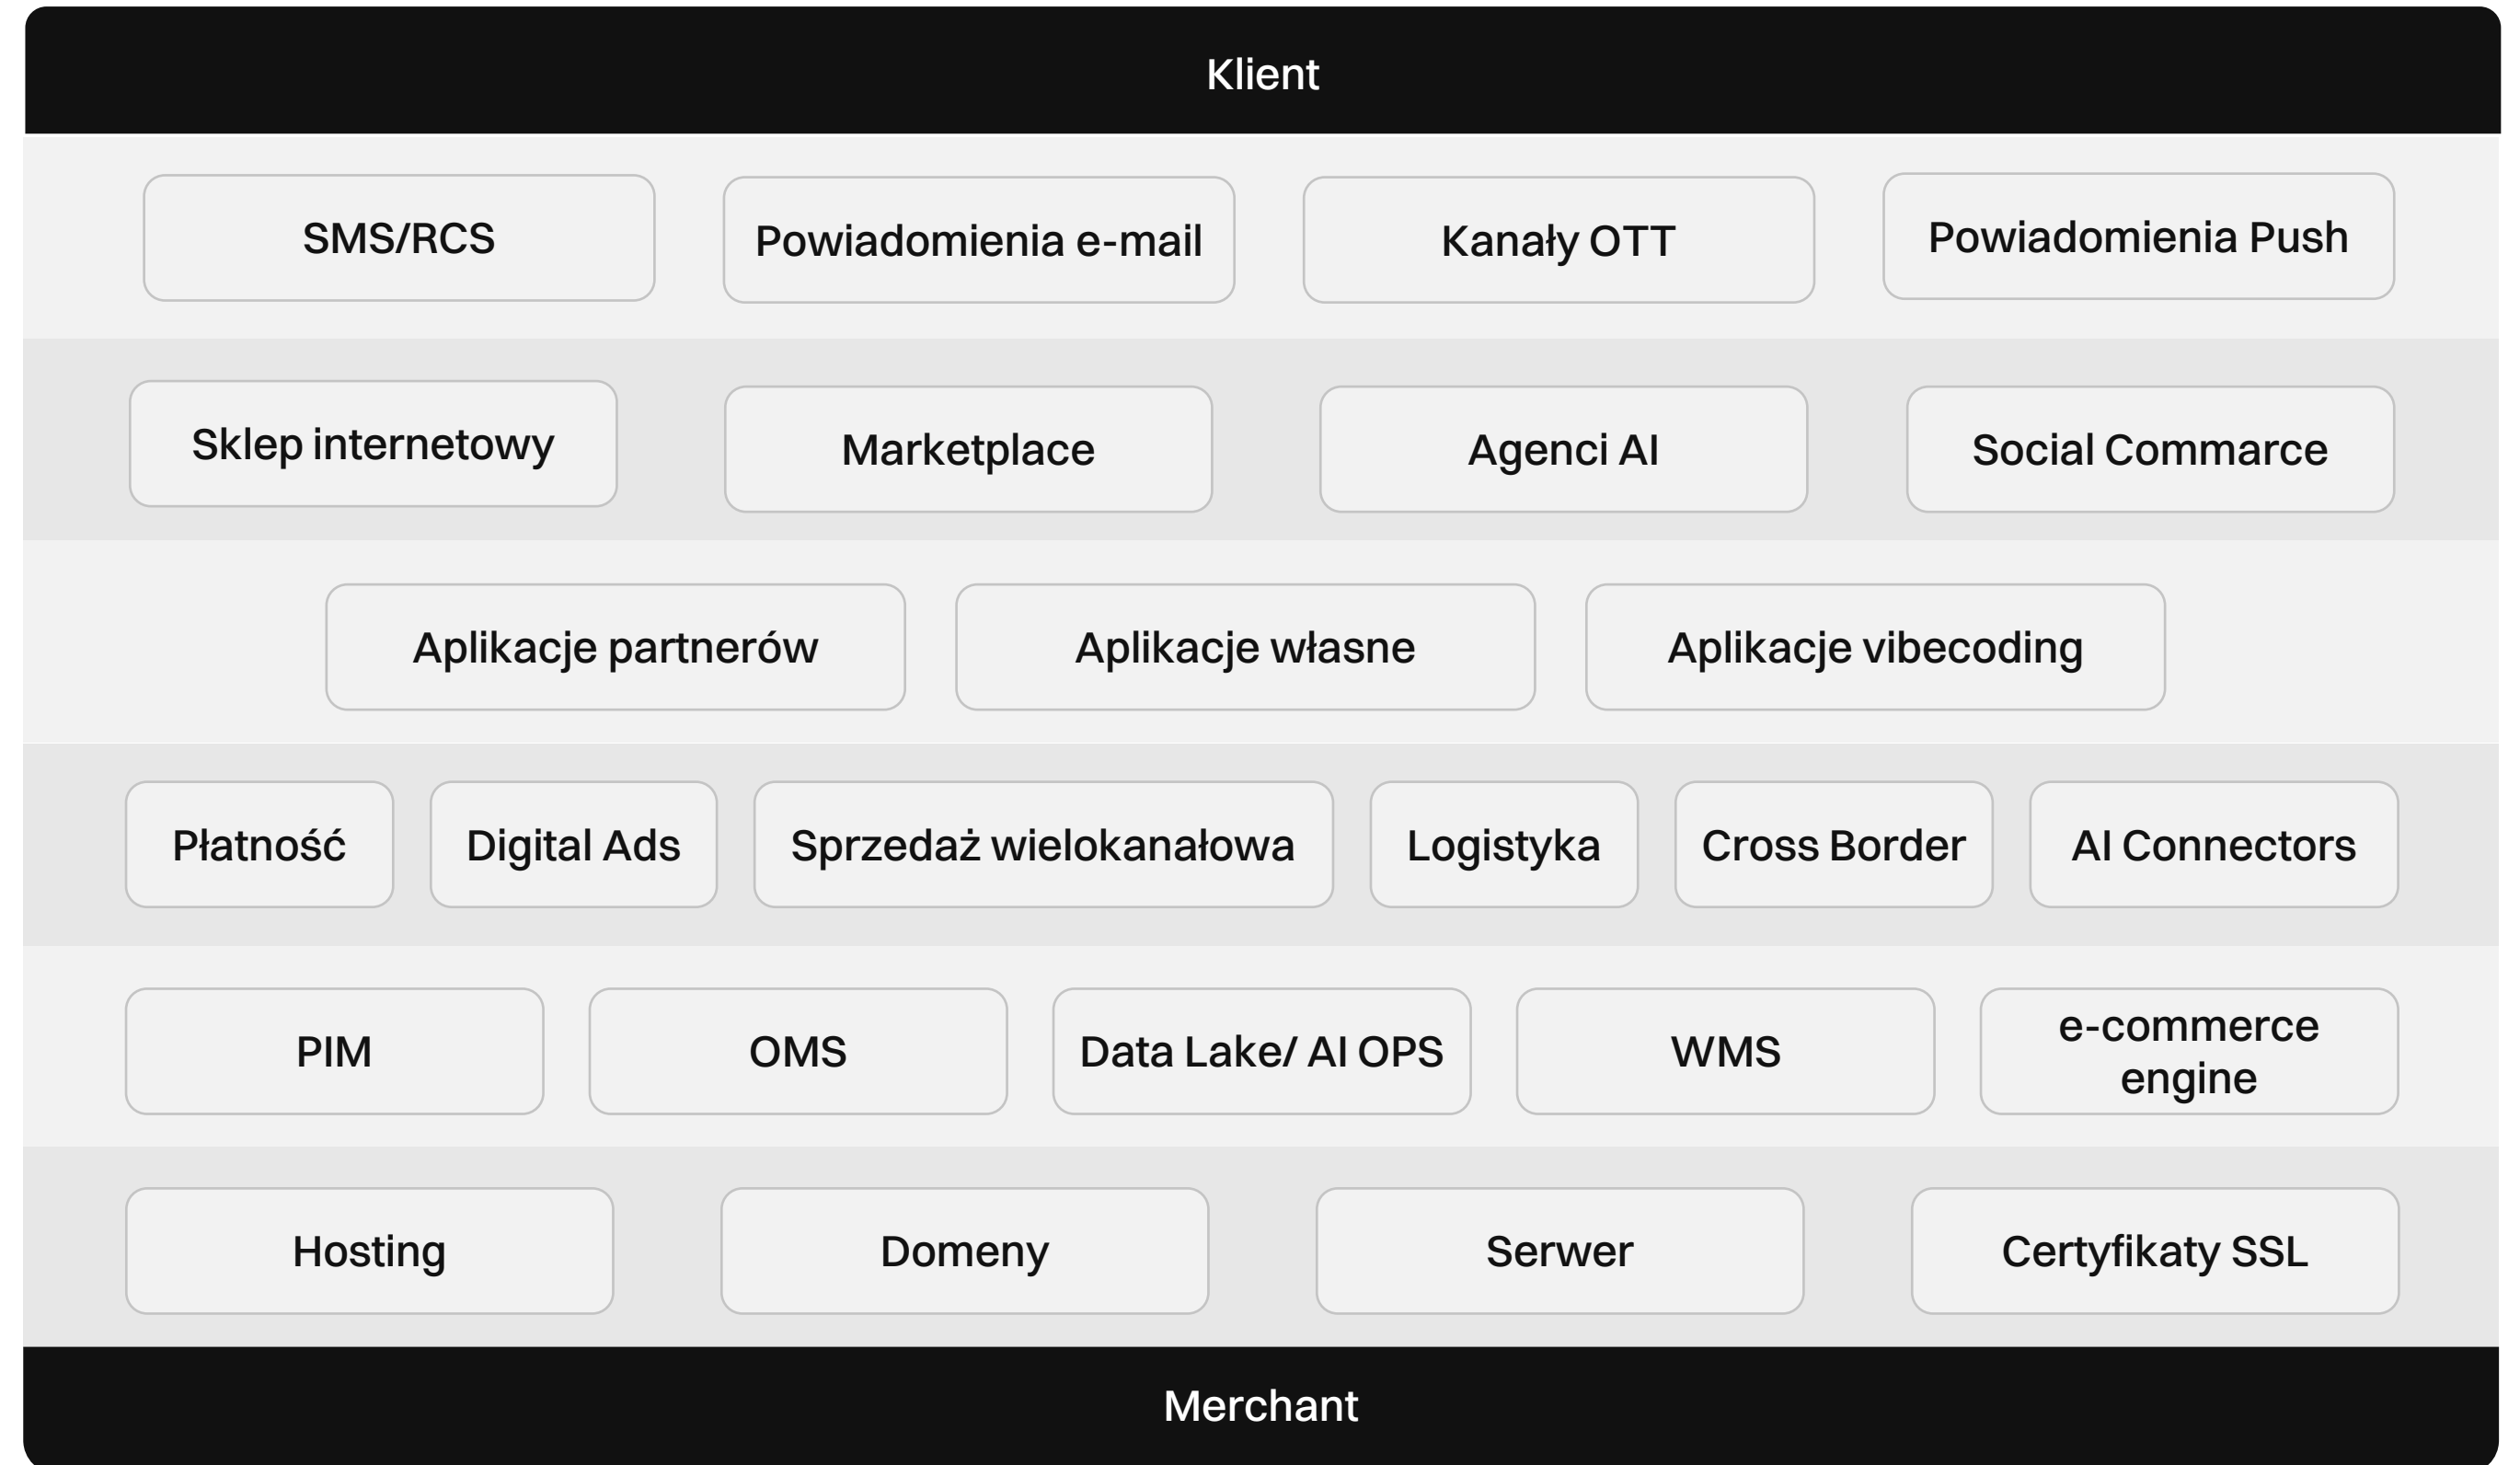 Klient
SMS/RCS
Powiadomienia e-mail
Kanały OTT
Powiadomienia Push
Sklep internetowy
Marketplace
Agenci AI
Social Commarce
Aplikacje partnerów
Aplikacje własne
Aplikacje vibecoding
Płatność
Digital Ads
Sprzedaż wielokanałowa
Logistyka
Cross Border
AI Connectors
PIM
OMS
Data Lake/ AI OPS
WMS
e-commerce
engine
Hosting
Domeny
Serwer
Certyfikaty SSL
Merchant